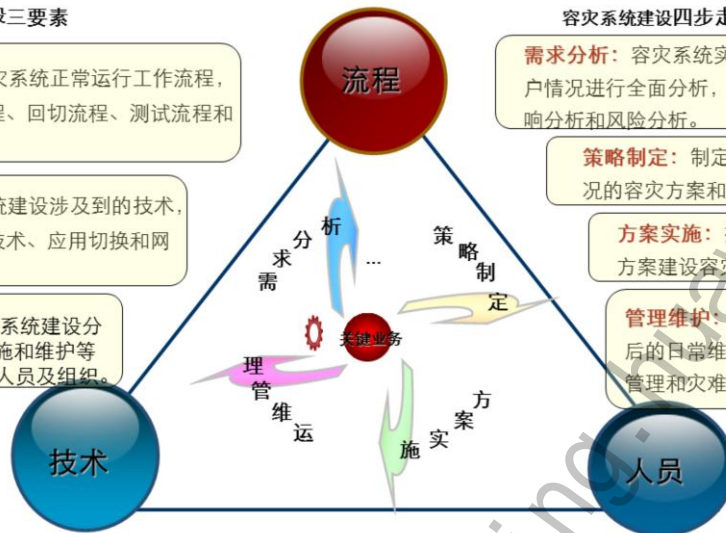 三要素
容灾系统建设四步走
灾系统正常运行工作流程，
、回切流程、测试流程和
统建设涉及到的技术，
技术、应用切换和网
系统建设分
施和维护等
人员及组织。
流程
需求分析：容灾系统实
户情况进行全面分析，
响分析和风险分析。
策略制定：制定
况的容灾方案和
方案实施：
方案建设容灾
管理维护：
后的日常维
管理和灾难
需求分析
...
策略制定
关键业务
理管维运
方案实施
技术
人员